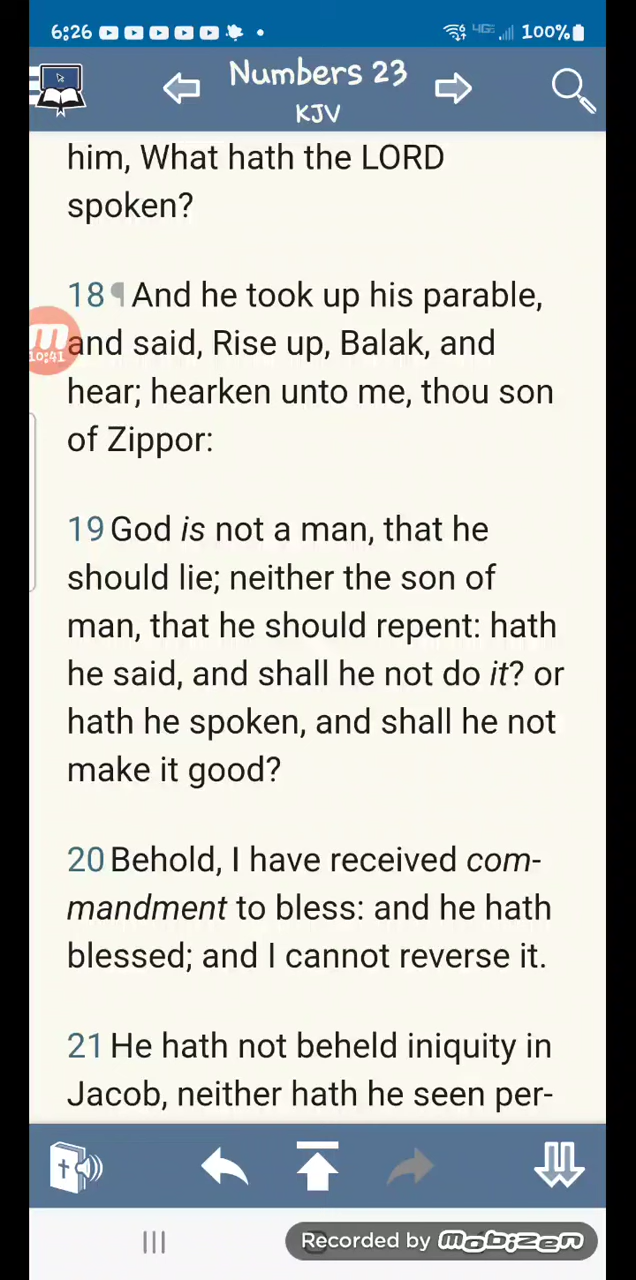 6:26
4GE
100%
Numbers 23
KJV
him, What hath the LORD
spoken?
18 ¶ And he took up his parable,
and said, Rise up, Balak, and
hear; hearken unto me, thou son
of Zippor:
m
10:41
19 God is not a man, that he
should lie; neither the son of
man, that he should repent: hath
he said, and shall he not do it? or
hath he spoken, and shall he not
make it good?
20 Behold, I have received com-
mandment to bless: and he hath
blessed; and I cannot reverse it.
21 He hath not beheld iniquity in
Jacob, neither hath he seen per-
Recorded by mobizen